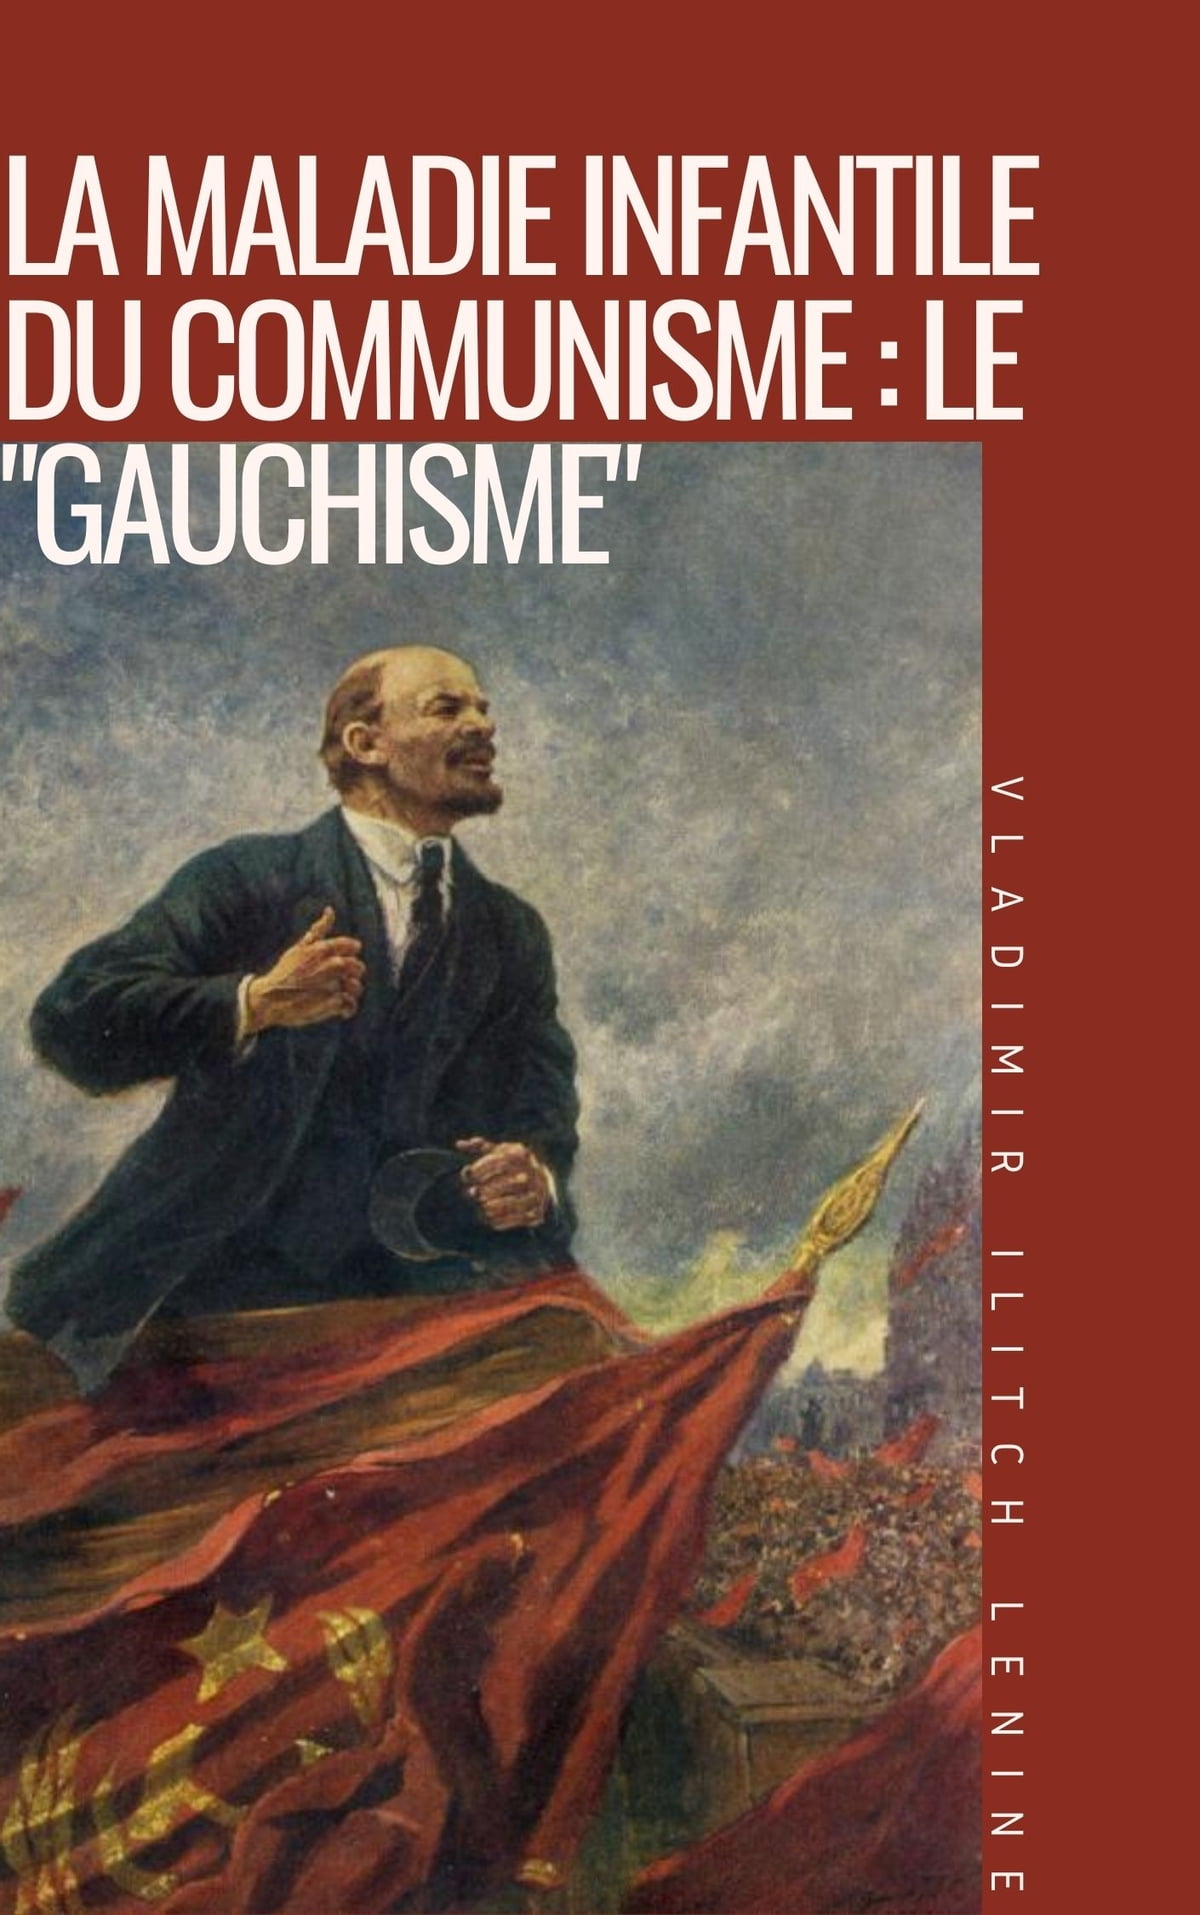 LA MALADIE INFANTILE
DU COMMUNISME : LE
"GAUCHISME"
VLADIMIR ILITCH LENINE